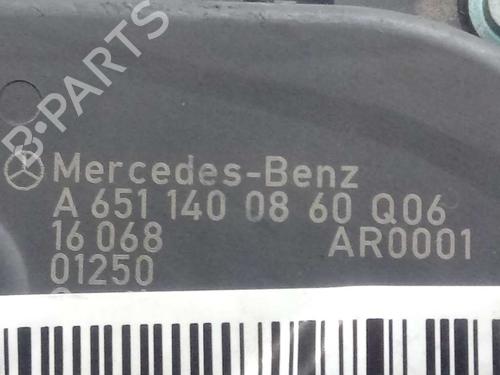 B-PARTS
Mercedes-Benz
A 651 140 08 60 Q06
16 068 AR0001
01250